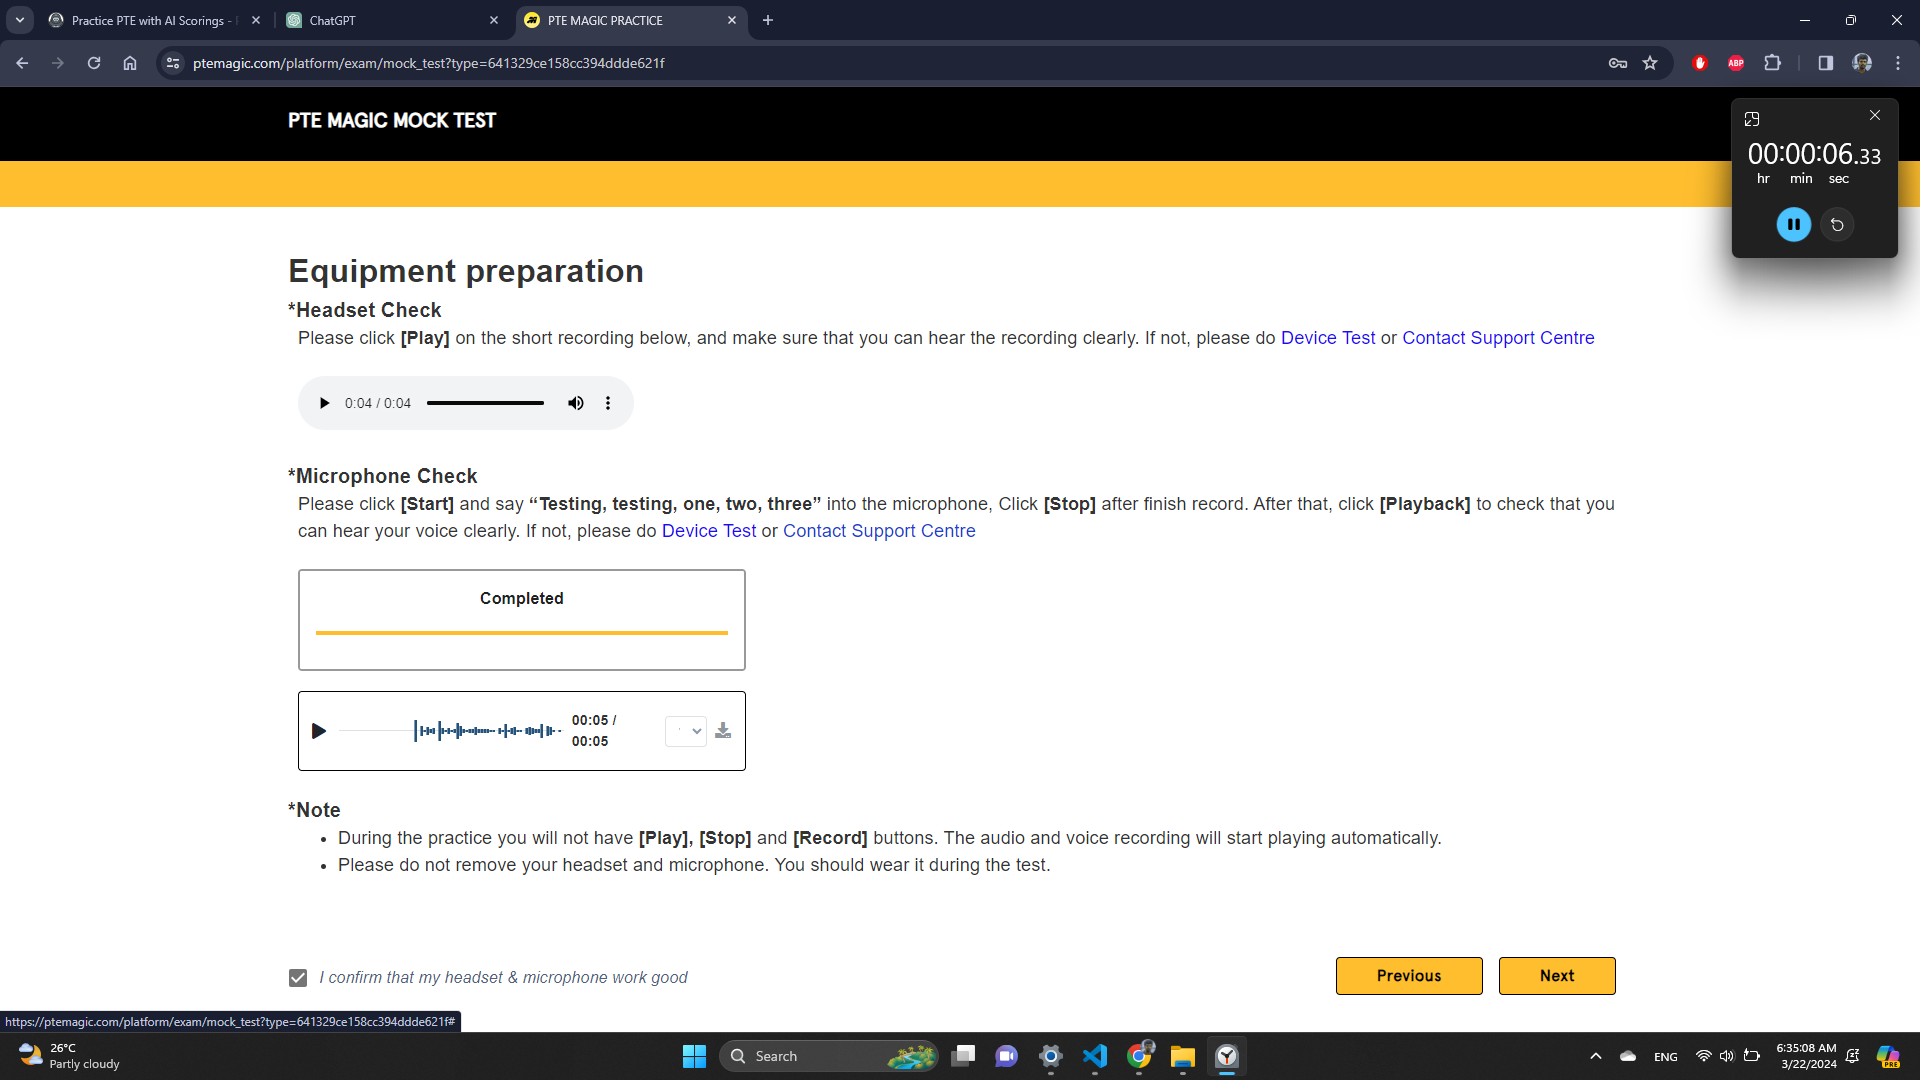 Practice PTE with AI Scorings -
ChatGPT
PTE MAGIC PRACTICE
ptemagic.com/platform/exam/mock_test?type=641329ce158cc394ddde621f
ABP
PTE MAGIC MOCK TEST
00:00:06.33
hr min sec
Equipment preparation
*Headset Check
Please click [Play] on the short recording below, and make sure that you can hear the recording clearly. If not, please do Device Test or Contact Support Centre
0:04 / 0:04
*Microphone Check
Please click [Start] and say “Testing, testing, one, two, three” into the microphone, Click [Stop] after finish record. After that, click [Playback] to check that you
can hear your voice clearly. If not, please do Device Test or Contact Support Centre
Completed
00:05 /
00:05
*Note
• During the practice you will not have [Play], [Stop] and [Record] buttons. The audio and voice recording will start playing automatically.
• Please do not remove your headset and microphone. You should wear it during the test.
I confirm that my headset & microphone work good
Previous
Next
https://ptemagic.com/platform/exam/mock_test?type=641329ce158cc394ddde621f#
26°C
Partly cloudy
Search
ENG
6:35:08 AM
3/22/2024
PRE